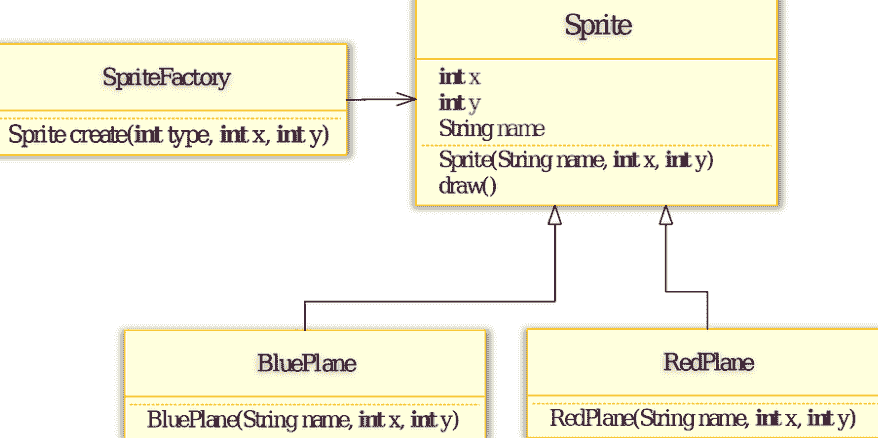 SpriteFactory
Sprite create(int type, int x, int y)
Sprite
int x
int y
String name
Sprite(String name, int x, int y)
draw()
BluePlane
BluePlane(String name, int x, int y)
RedPlane
RedPlane(String name, int x, int y)